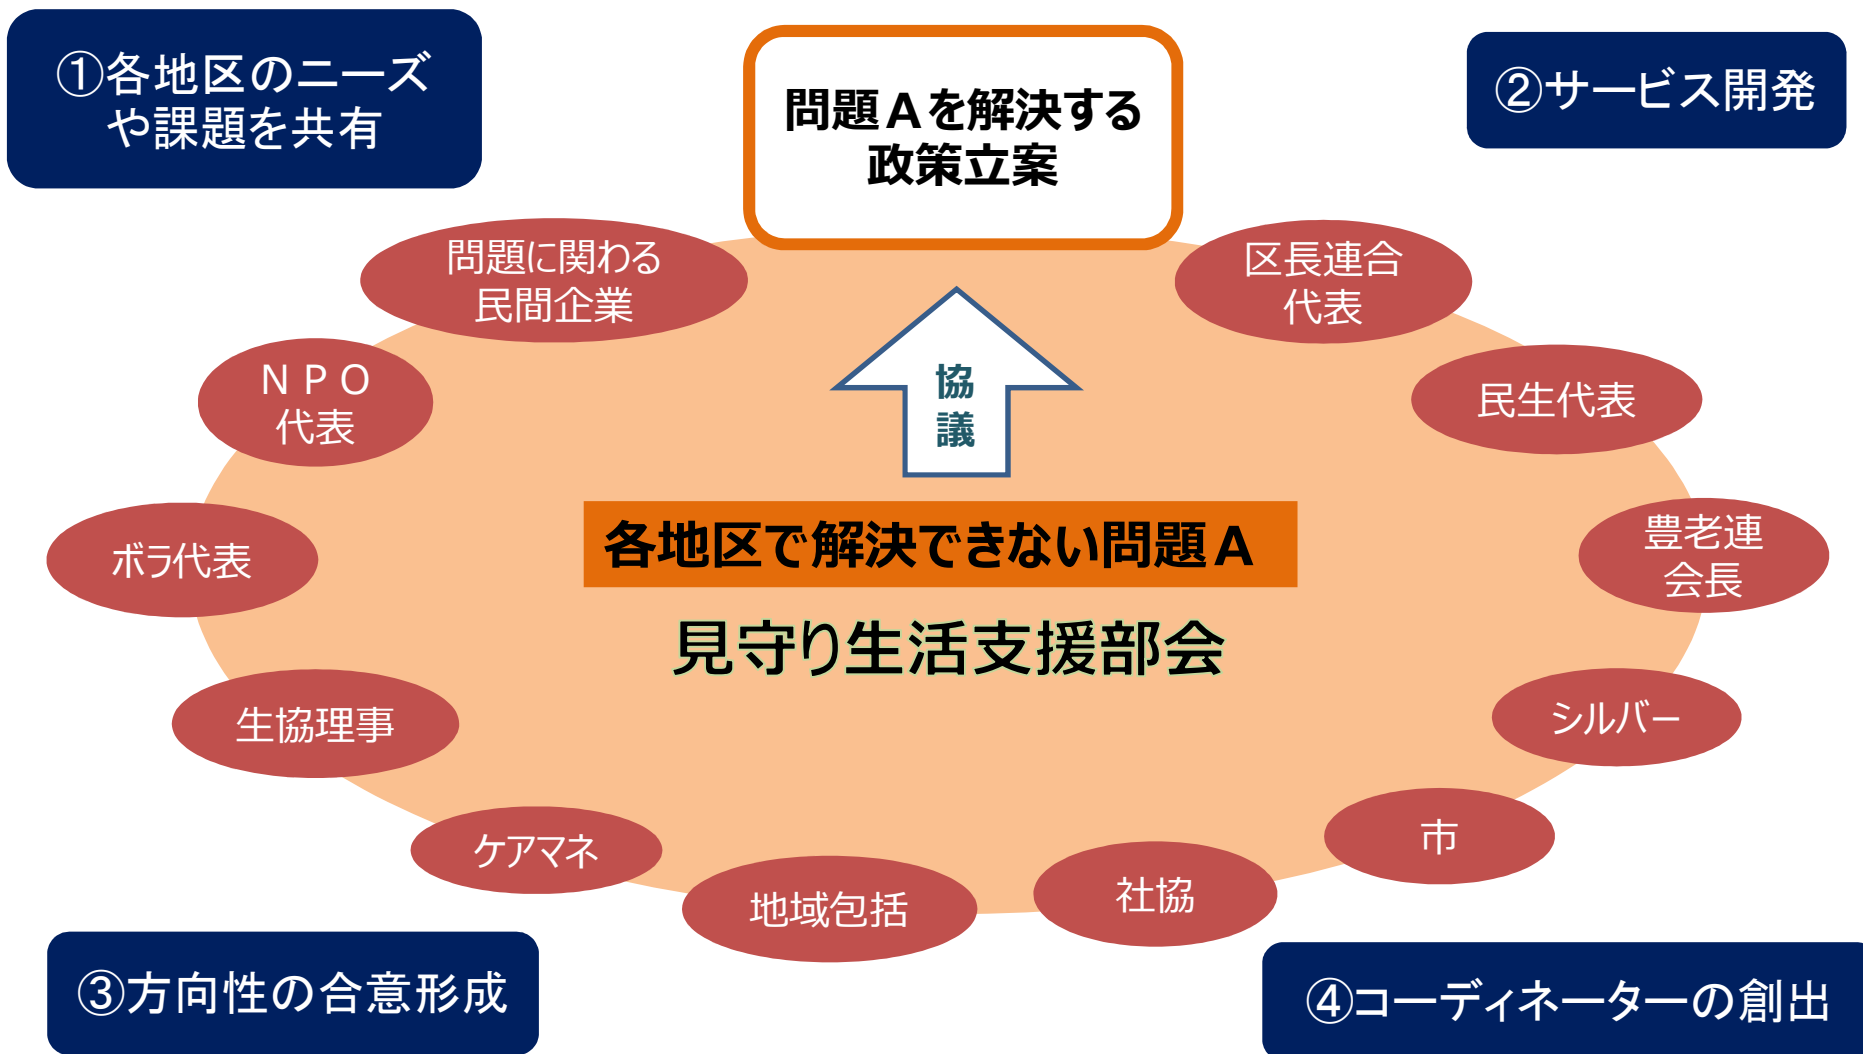 ①各地区のニーズ
や課題を共有
問題Aを解決する
政策立案
②サービス開発
問題に関わる
民間企業
区長連合
代表
NPO
代表
協
議
民生代表
ボラ代表
各地区で解決できない問題A
豊老連
会長
見守り生活支援部会
生協理事
シルバー
ケアマネ
市
地域包括
社協
③方向性の合意形成
④コーディネーターの創出